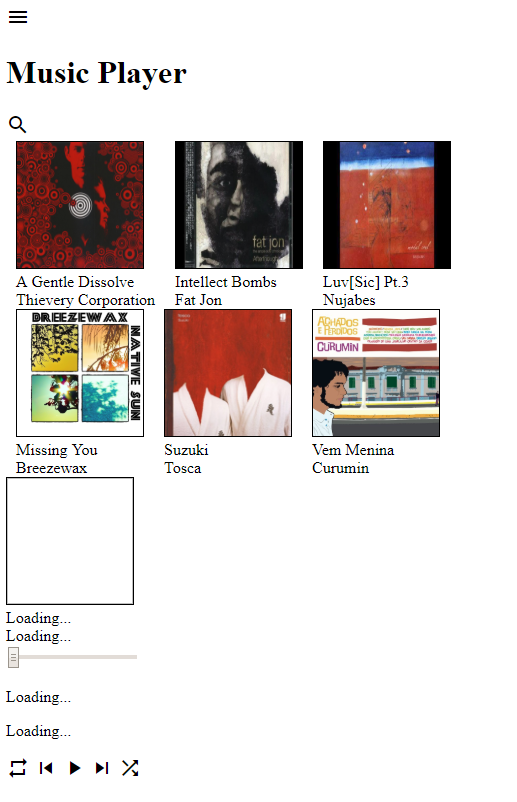 Music Player
fat jon
A Gentle Dissolve
Thievery Corporation
Intellect Bombs
Fat Jon
Luv[Sic] Pt.3
Nujabes
BREEZEWAX
NATIVE SUN
ACHADOS
E PERDIDOS
CURUMIN
Missing You
Breezewax
Suzuki
Tosca
Vem Menina
Curumin
Loading...
Loading...
Loading...
Loading...